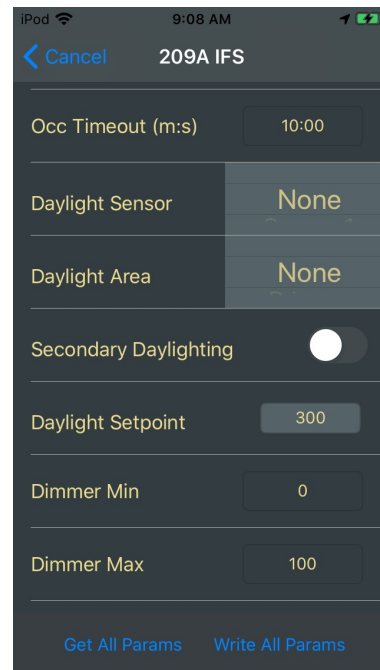 iPod 9:08 AM
Cancel 209A IFS
Occ Timeout (m:s) 10:00
Daylight Sensor None
Daylight Area None
Secondary Daylighting
Daylight Setpoint 300
Dimmer Min 0
Dimmer Max 100
Get All Params Write All Params